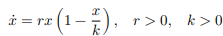 ẋ = rx (1 − x/k), r > 0, k > 0